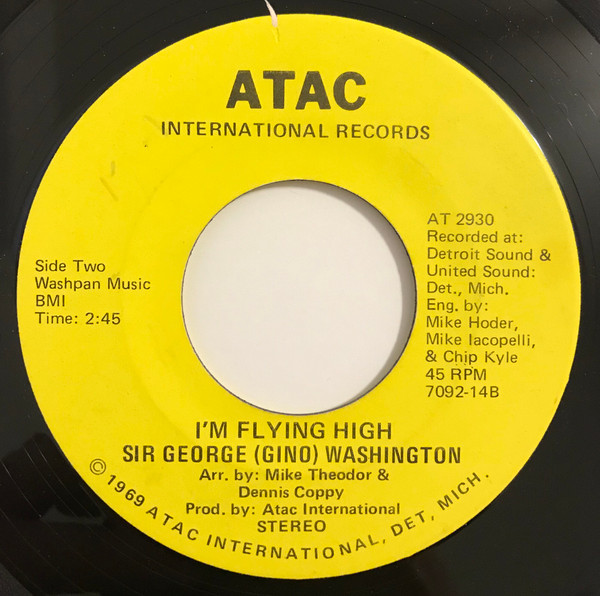 ATAC
INTERNATIONAL RECORDS
Side Two
Washpan Music
BMI
Time: 2:45
AT 2930
Recorded at:
Detroit Sound &
United Sound:
Det., Mich.
Eng. by:
Mike Hoder,
Mike Iacopelli,
& Chip Kyle
45 RPM
7092-14B
I'M FLYING HIGH
SIR GEORGE (GINO) WASHINGTON
Arr. by: Mike Theodor &
Dennis Coppy
Prod. by: Atac International
STEREO
© 1969 ATAC INTERNATIONAL, DET, MICH.